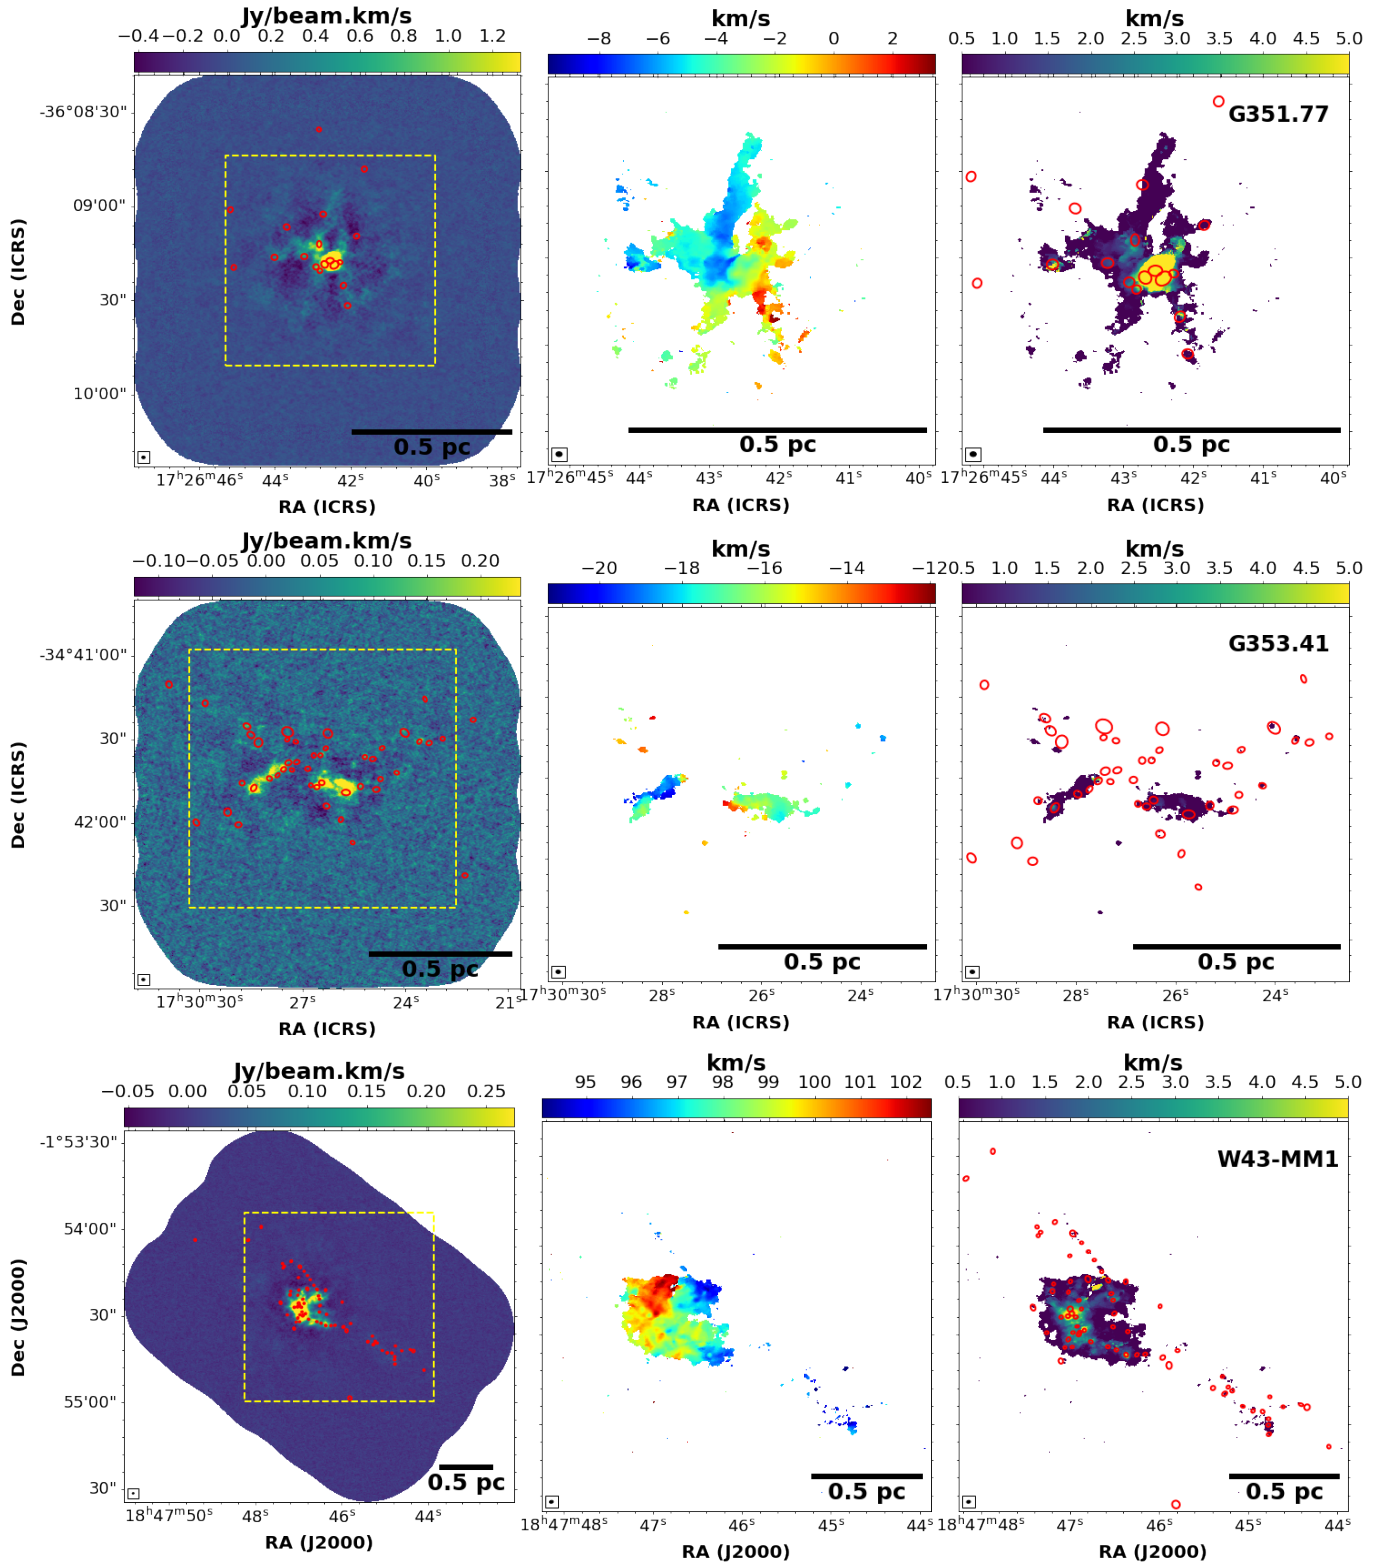 Jy/beam.km/s
−0.4 −0.2 0.0 0.2 0.4 0.6 0.8 1.0 1.2
km/s
−8 −6 −4 −2 0 2
km/s
0.5 1.0 1.5 2.0 2.5 3.0 3.5 4.0 4.5 5.0
G351.77
-36°08'30"
09'00"
30"
10'00"
Dec (ICRS)
0.5 pc
0.5 pc
0.5 pc
17h26m46s 44s 42s 40s 38s
17h26m45s 44s 43s 42s 41s 40s
17h26m45s 44s 43s 42s 41s 40s
RA (ICRS)
RA (ICRS)
RA (ICRS)
Jy/beam.km/s
−0.10 −0.05 0.00 0.05 0.10 0.15 0.20
km/s
−20 −18 −16 −14 −12
km/s
0.5 1.0 1.5 2.0 2.5 3.0 3.5 4.0 4.5 5.0
G353.41
-34°41'00"
30"
42'00"
30"
Dec (ICRS)
0.5 pc
0.5 pc
0.5 pc
17h30m30s 27s 24s 21s
17h30m30s 28s 26s 24s
17h30m30s 28s 26s 24s
RA (ICRS)
RA (ICRS)
RA (ICRS)
Jy/beam.km/s
−0.05 0.00 0.05 0.10 0.15 0.20 0.25
km/s
95 96 97 98 99 100 101 102
km/s
0.5 1.0 1.5 2.0 2.5 3.0 3.5 4.0 4.5 5.0
W43-MM1
-1°53'30"
54'00"
30"
55'00"
30"
Dec (J2000)
0.5 pc
0.5 pc
0.5 pc
18h47m50s 48s 46s 44s
18h47m48s 47s 46s 45s 44s
18h47m48s 47s 46s 45s 44s
RA (J2000)
RA (J2000)
RA (J2000)